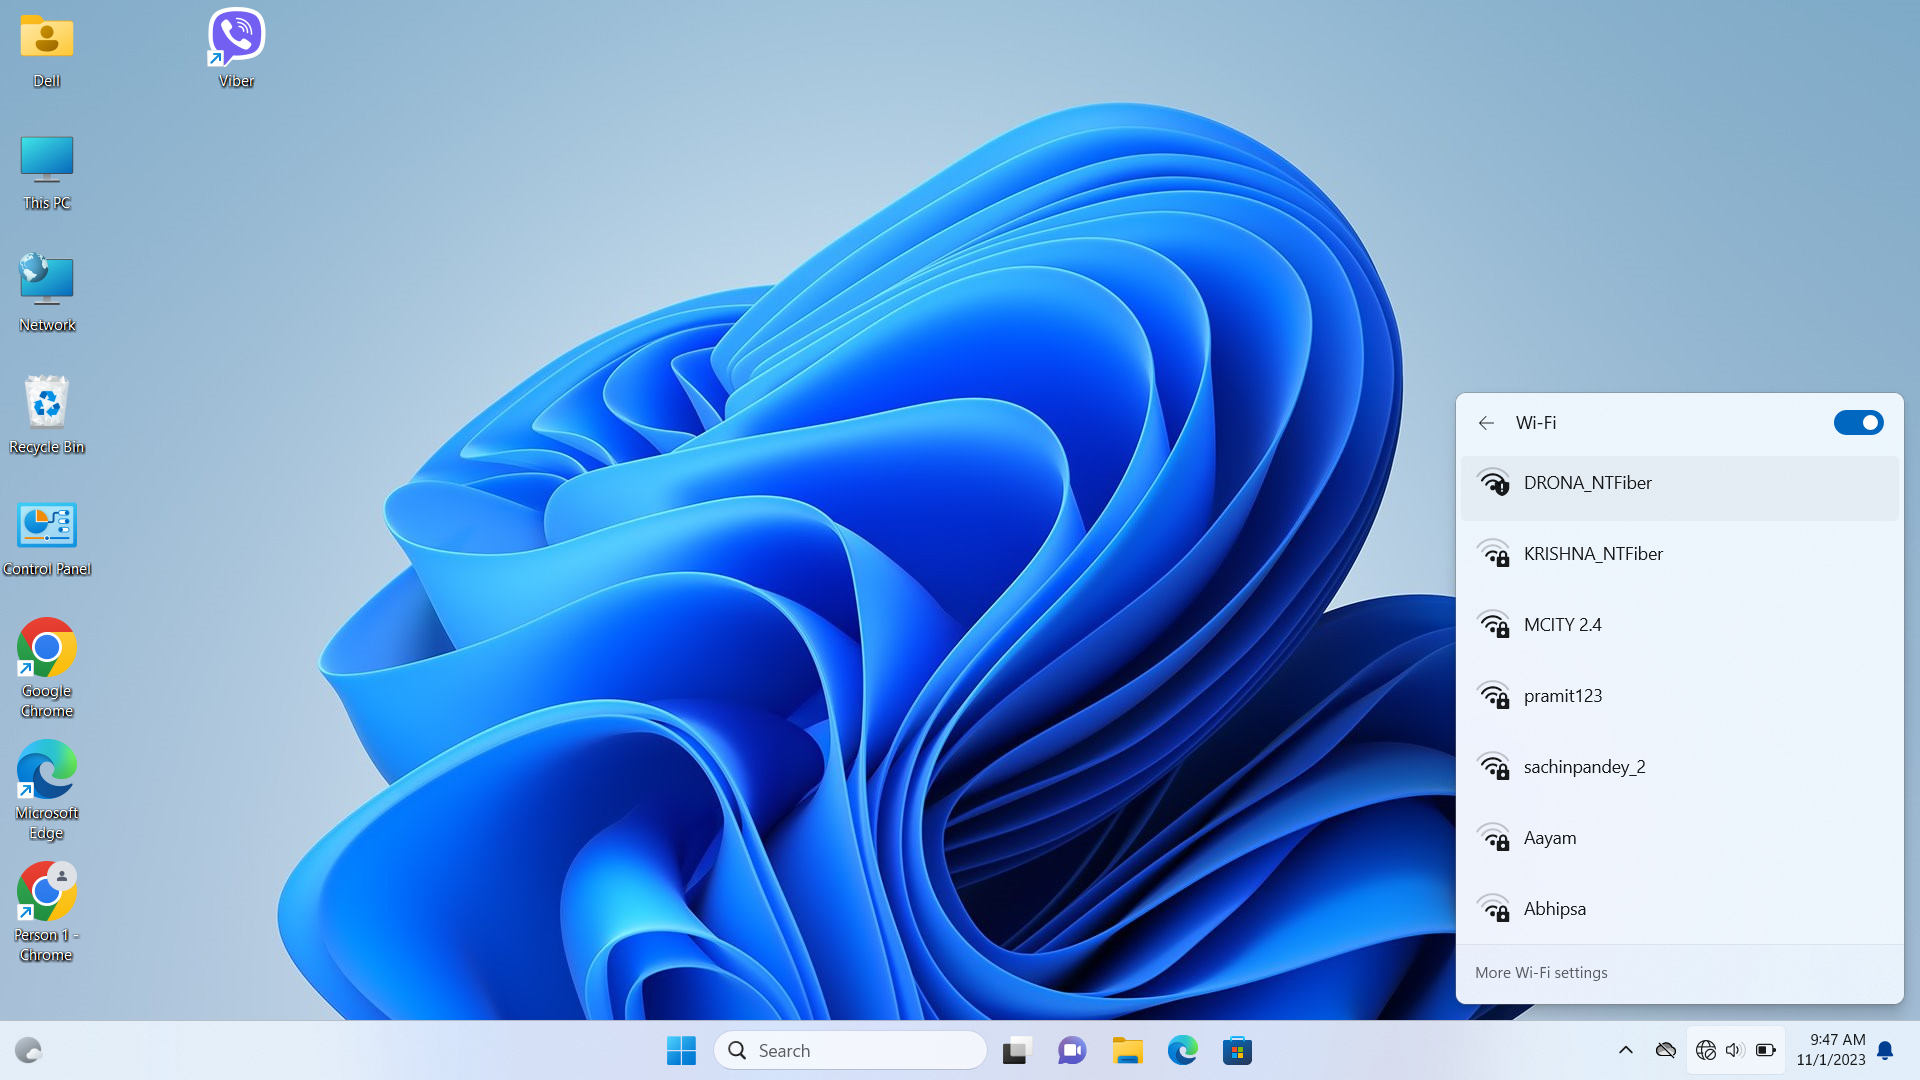 Dell
Viber
This PC
Network
Recycle Bin
Control Panel
Google
Chrome
Microsoft
Edge
Person 1 -
Chrome
Wi-Fi
DRONA_NTFiber
KRISHNA_NTFiber
MCITY 2.4
pramit123
sachinpandey_2
Aayam
Abhipsa
More Wi-Fi settings
Search
9:47 AM
11/1/2023